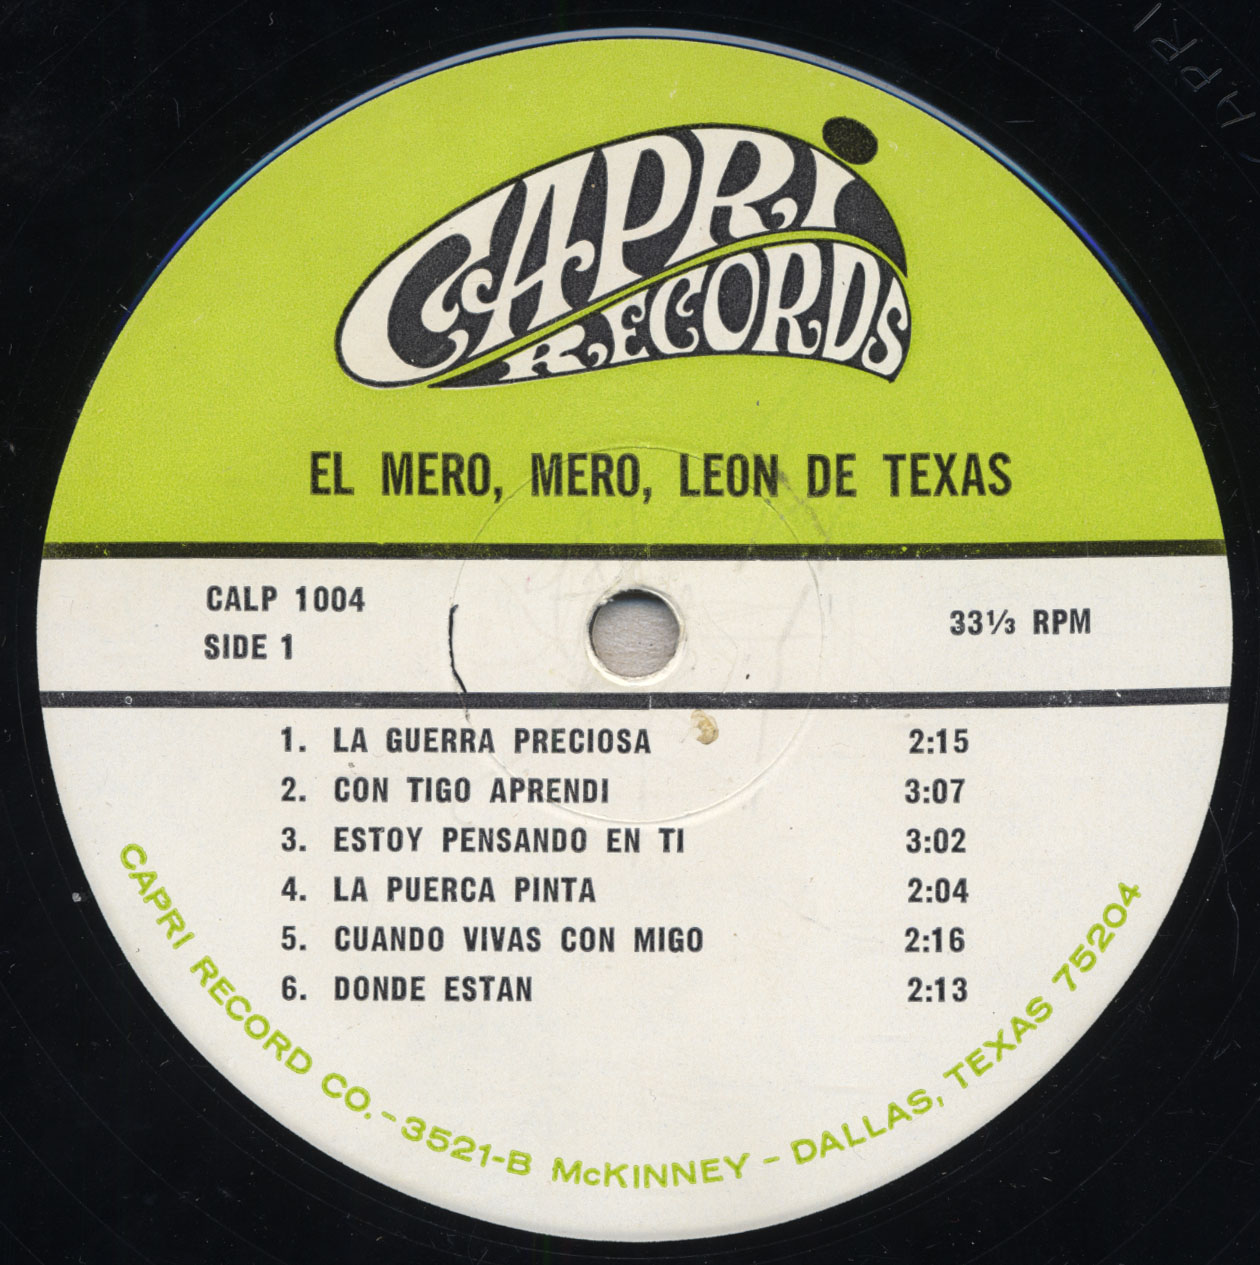 CAPRI
RECORDS
EL MERO, MERO, LEON DE TEXAS
CALP 1004
SIDE 1
33⅓ RPM
1. LA GUERRA PRECIOSA 2:15
2. CON TIGO APRENDI 3:07
3. ESTOY PENSANDO EN TI 3:02
4. LA PUERCA PINTA 2:04
5. CUANDO VIVAS CON MIGO 2:16
6. DONDE ESTAN 2:13
CAPRI RECORD CO. - 3521-B McKINNEY - DALLAS, TEXAS 75204